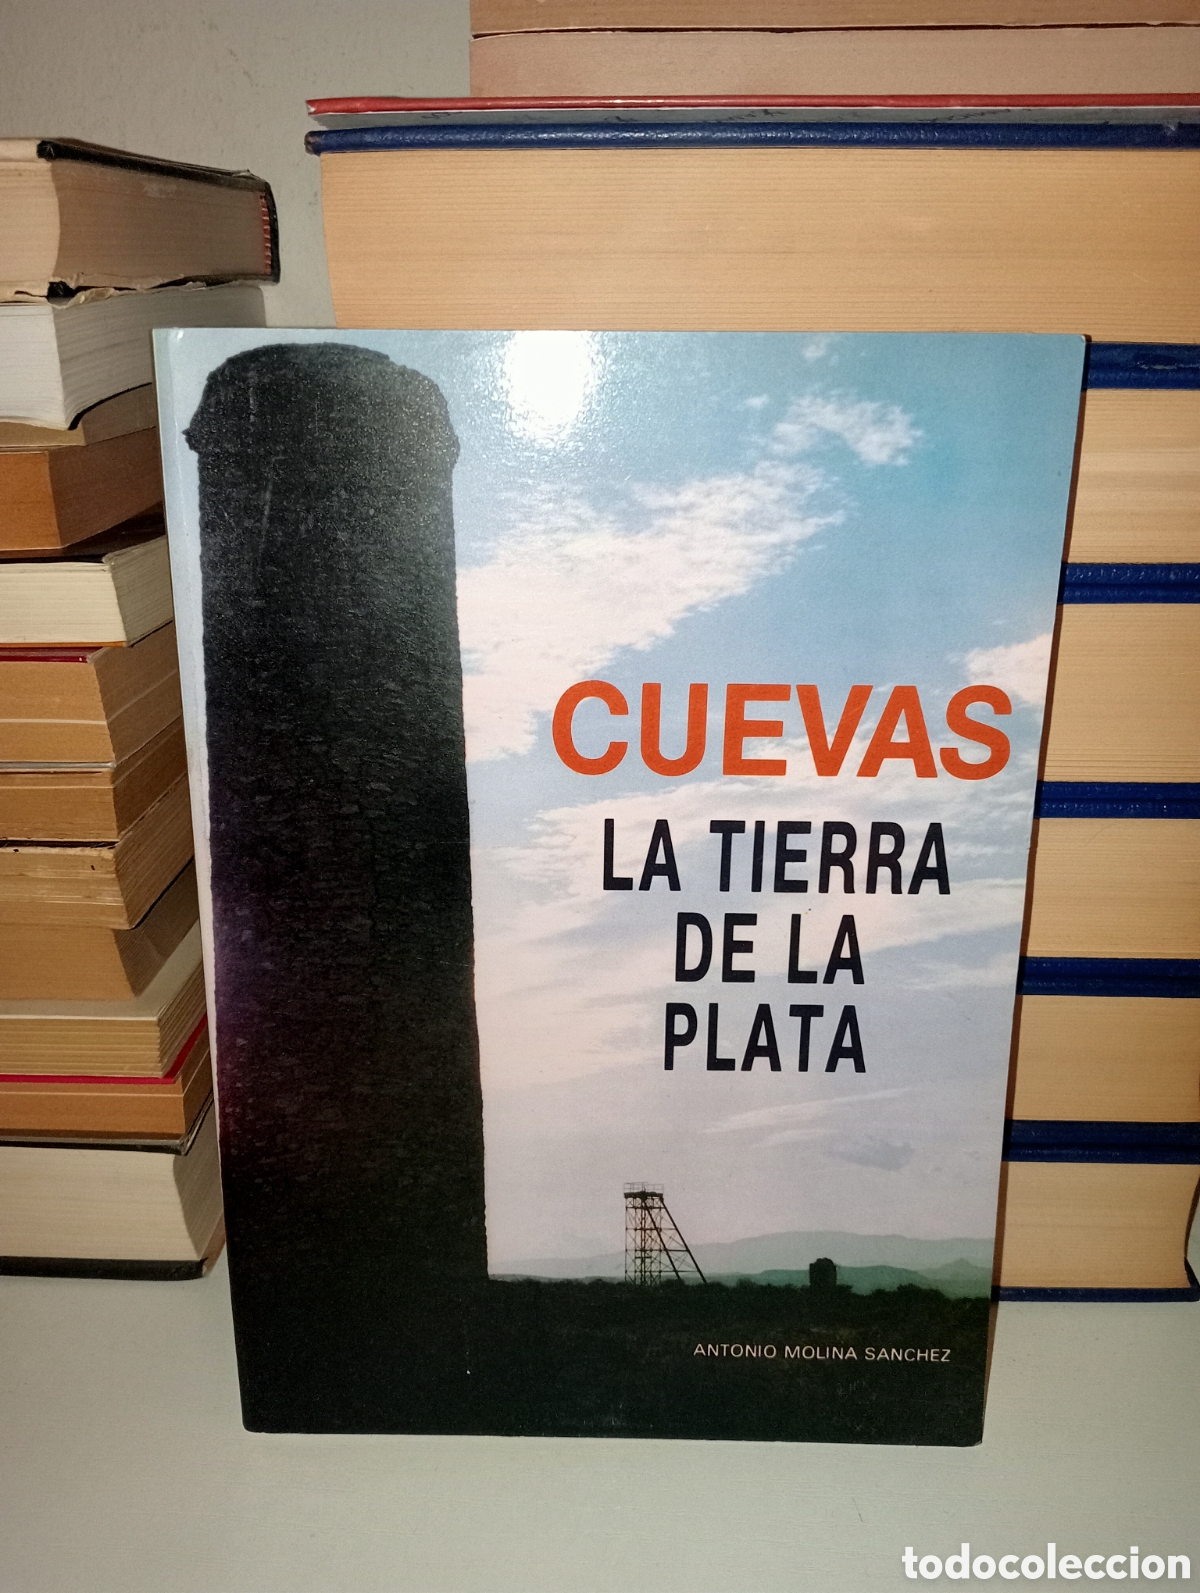 CUEVAS
LA TIERRA
DE LA
PLATA
ANTONIO MOLINA SANCHEZ
todocoleccion